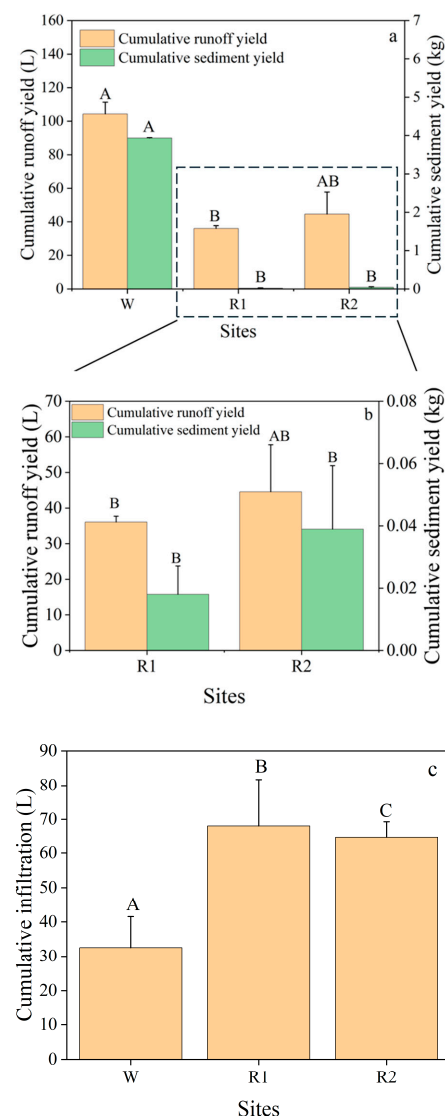 Cumulative runoff yield (L)
160
140
120
100
80
60
40
20
0
Cumulative runoff yield
Cumulative sediment yield
a
A
A
B
B
AB
B
7
6
5
4
3
2
1
0
Cumulative sediment yield (kg)
W
R1
R2
Sites
Cumulative runoff yield (L)
70
60
50
40
30
20
10
0
Cumulative runoff yield
Cumulative sediment yield
b
B
B
AB
B
0.08
0.06
0.04
0.02
0.00
Cumulative sediment yield (kg)
R1
R2
Sites
Cumulative infiltration (L)
90
80
70
60
50
40
30
20
10
0
c
A
B
C
W
R1
R2
Sites